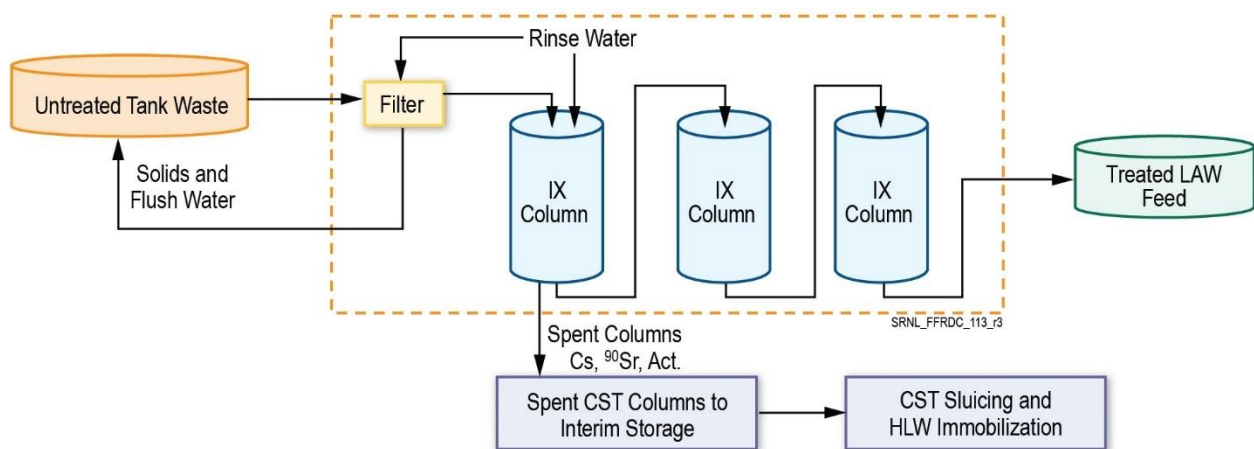 Rinse Water
Untreated Tank Waste
Filter
Solids and
Flush Water
IX
Column
IX
Column
IX
Column
Treated LAW
Feed
SRNL_FFRDC_113_r3
Spent Columns
Cs, ⁹⁰Sr, Act.
Spent CST Columns to
Interim Storage
CST Sluicing and
HLW Immobilization